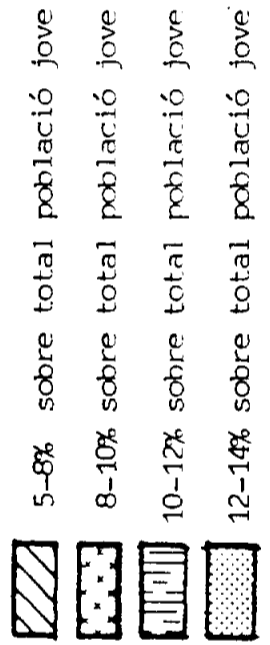 5-8% sobre total població jove
8-10% sobre total població jove
10-12% sobre total població jove
12-14% sobre total població jove